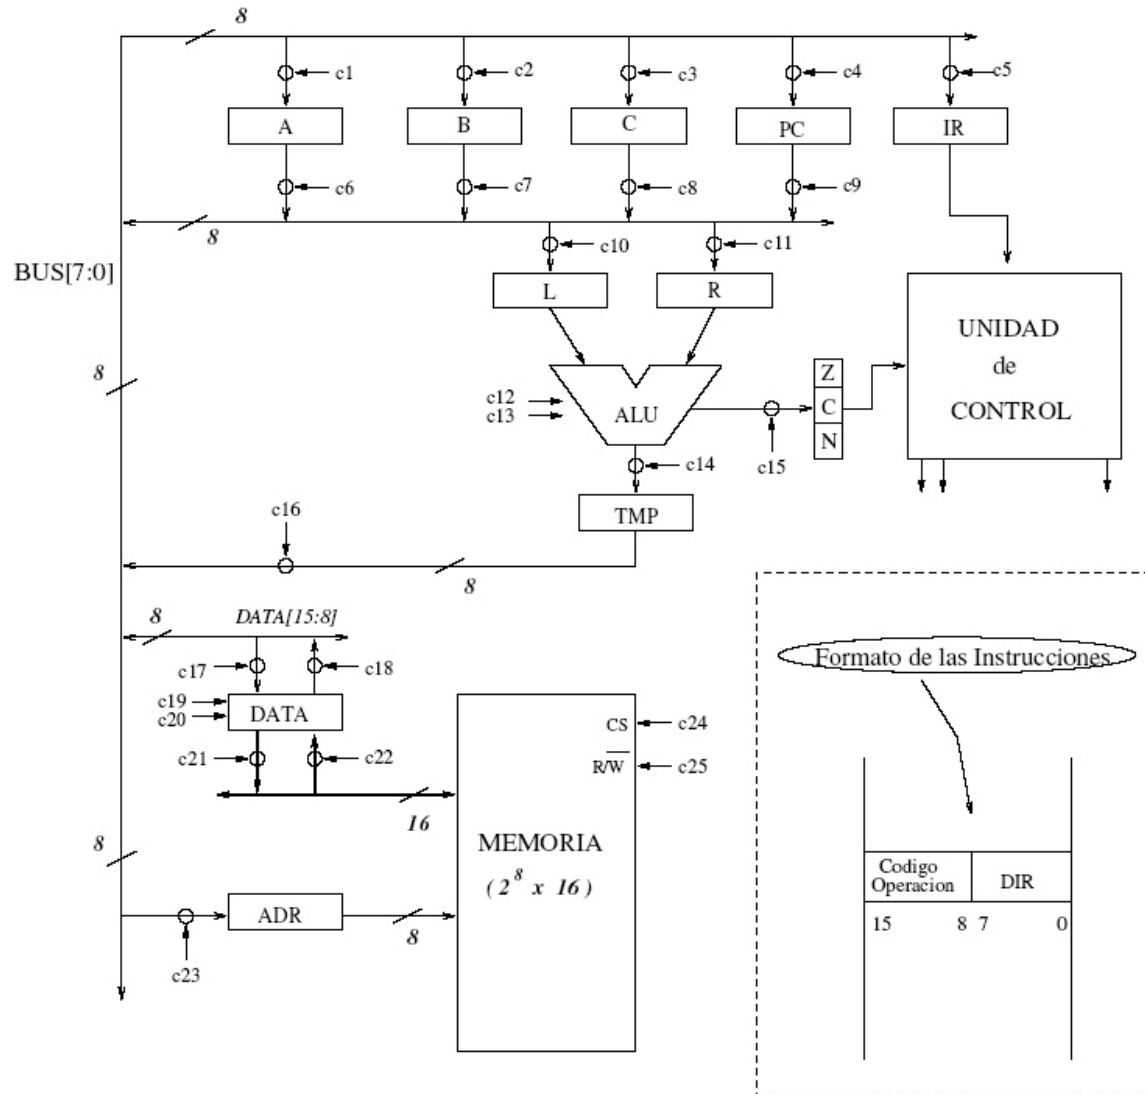 8
c1 c2 c3 c4 c5
A B C PC IR
c6 c7 c8 c9
8
c10 c11
BUS[7:0]
L R
UNIDAD
de
CONTROL
8
c12
c13
ALU
Z
C
N
c15
c14
c16
TMP
8
8
DATA[15:8]
c17 c18
c19
c20
DATA
c21 c22
16
CS c24
R/W̅ c25
MEMORIA
( 2⁸ x 16 )
8
ADR
8
c23
Formato de las Instrucciones
Codigo
Operacion
DIR
15 8 7 0